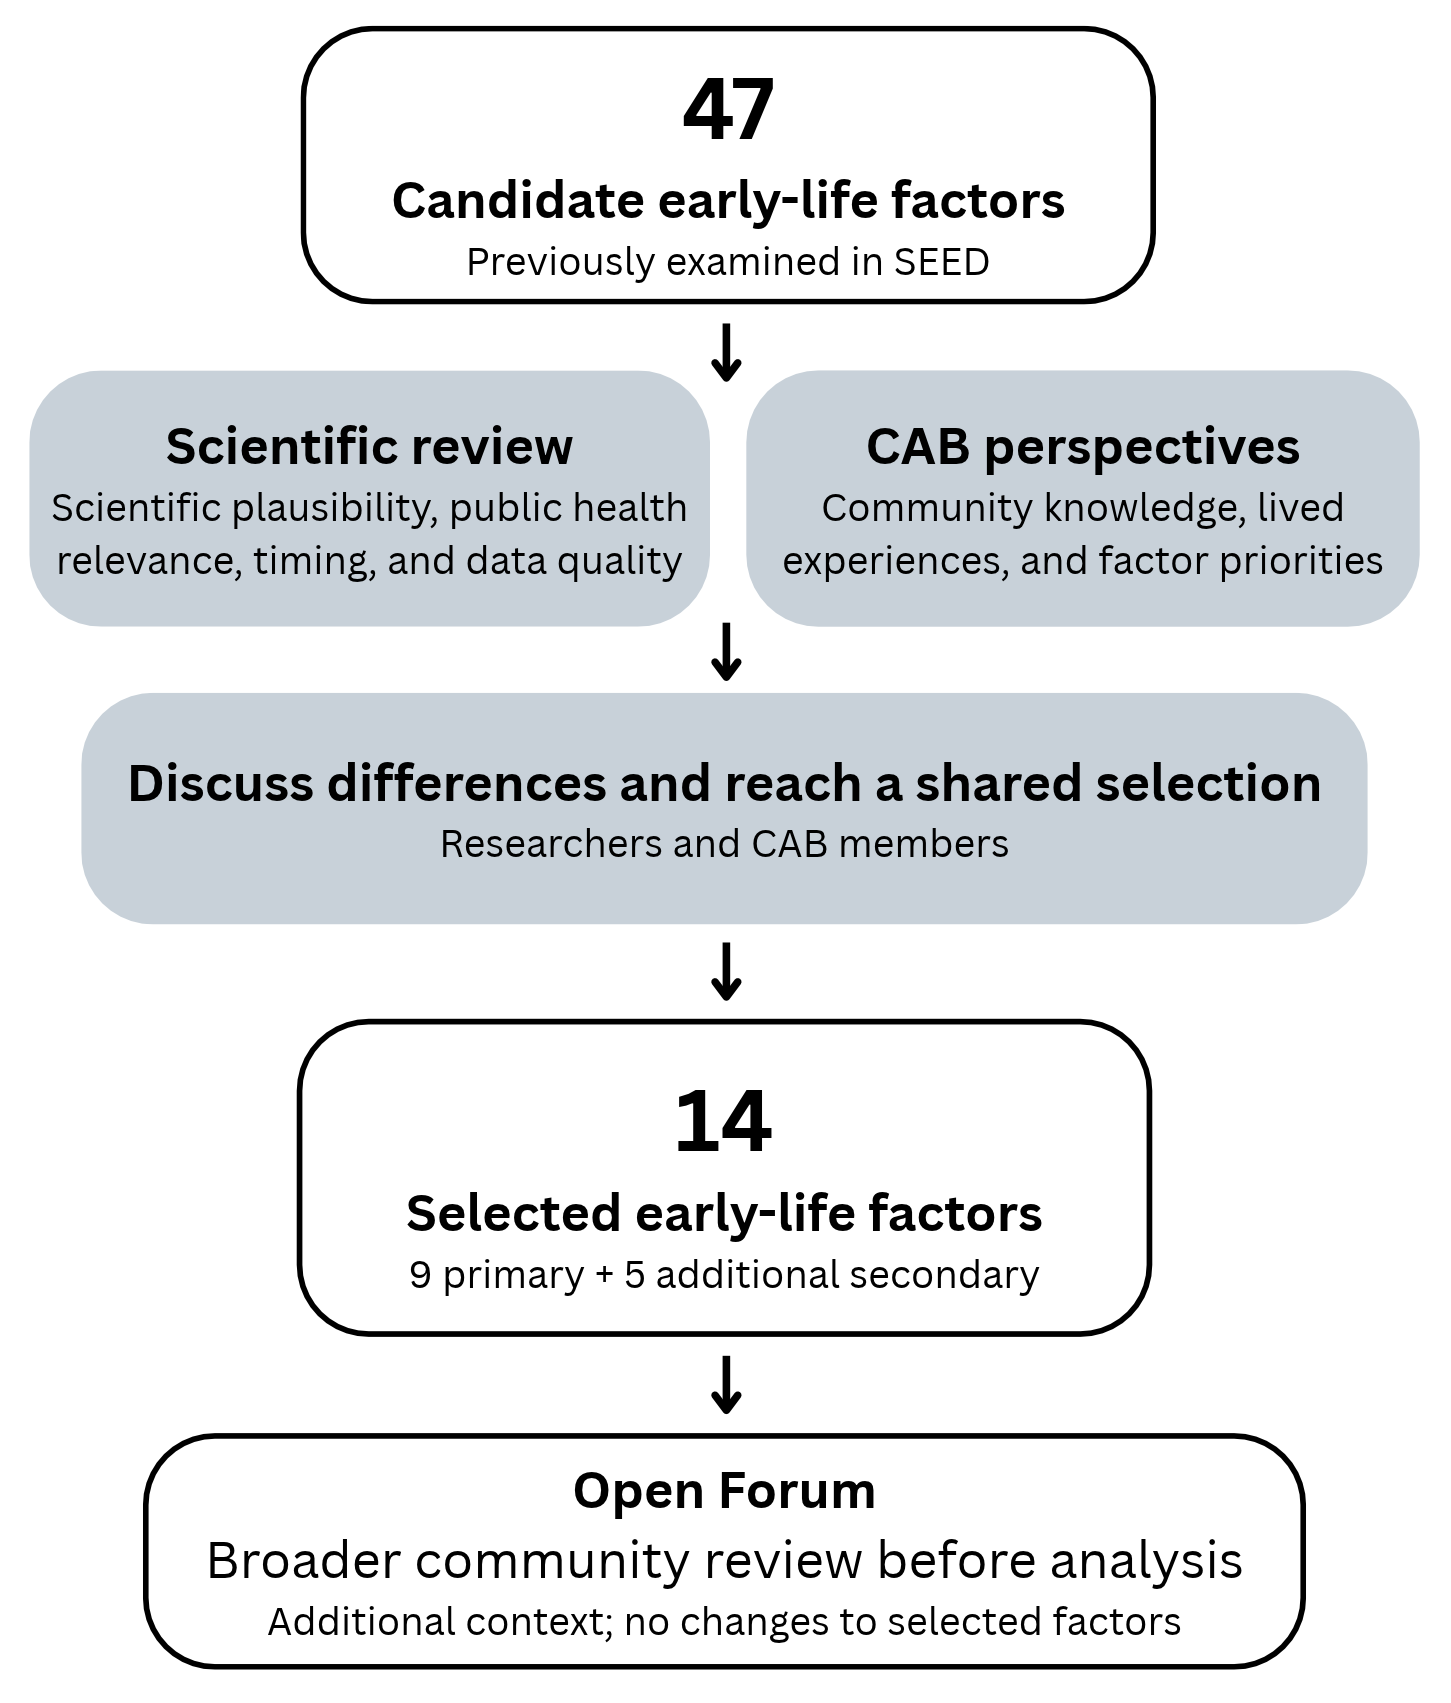 47
Candidate early-life factors
Previously examined in SEED
Scientific review
Scientific plausibility, public health
relevance, timing, and data quality
CAB perspectives
Community knowledge, lived
experiences, and factor priorities
Discuss differences and reach a shared selection
Researchers and CAB members
14
Selected early-life factors
9 primary + 5 additional secondary
Open Forum
Broader community review before analysis
Additional context; no changes to selected factors